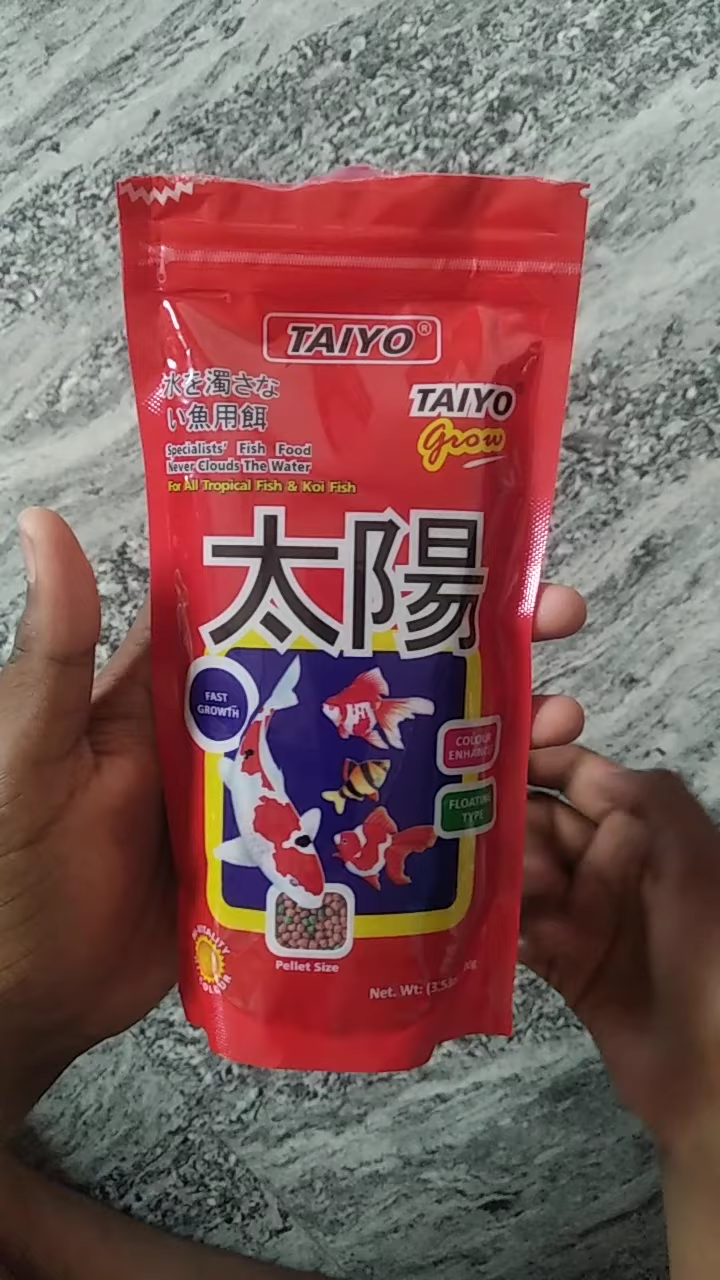 TAIYO®
水を濁さな
い魚用餌
TAIYO
Grow
Specialists' Fish Food
Never Clouds The Water
For All Tropical Fish & Koi Fish
太陽
FAST
GROWTH
COLOUR
FLOATING
TYPE
Pellet Size
COLOUR
Net. Wt: